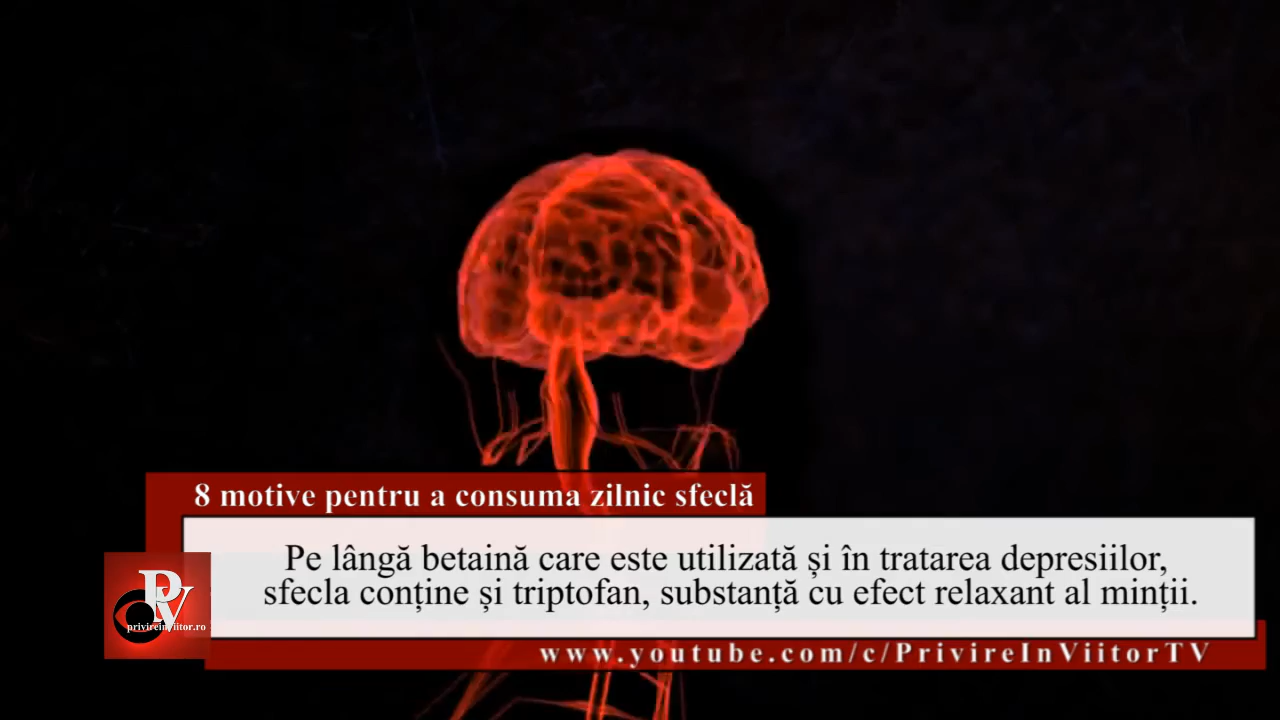 8 motive pentru a consuma zilnic sfeclă
Pe lângă betaină care este utilizată și în tratarea depresiilor,
sfecla conține și triptofan, substanță cu efect relaxant al minții.
PV
privireinviitor.ro
www.youtube.com/c/PrivireInViitorTV